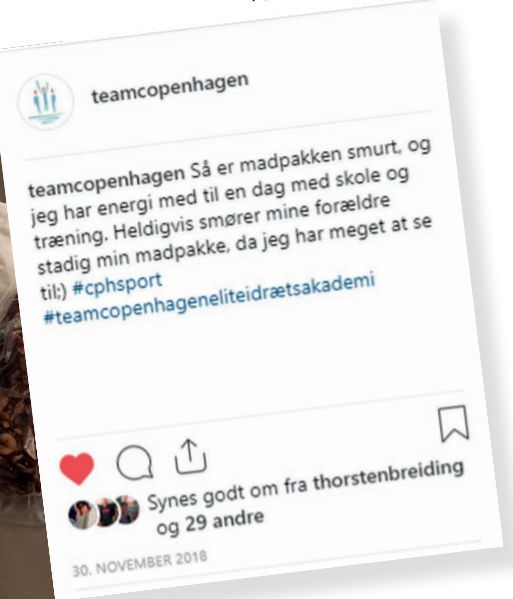 teamcopenhagen
teamcopenhagen Så er madpakken smurt, og
jeg har energi med til en dag med skole og
træning. Heldigvis smører mine forældre
stadig min madpakke, da jeg har meget at se
til;) #cphsport
#teamcopenhageneliteidrætsakademi
Synes godt om fra thorstenbreiding
og 29 andre
30. NOVEMBER 2018